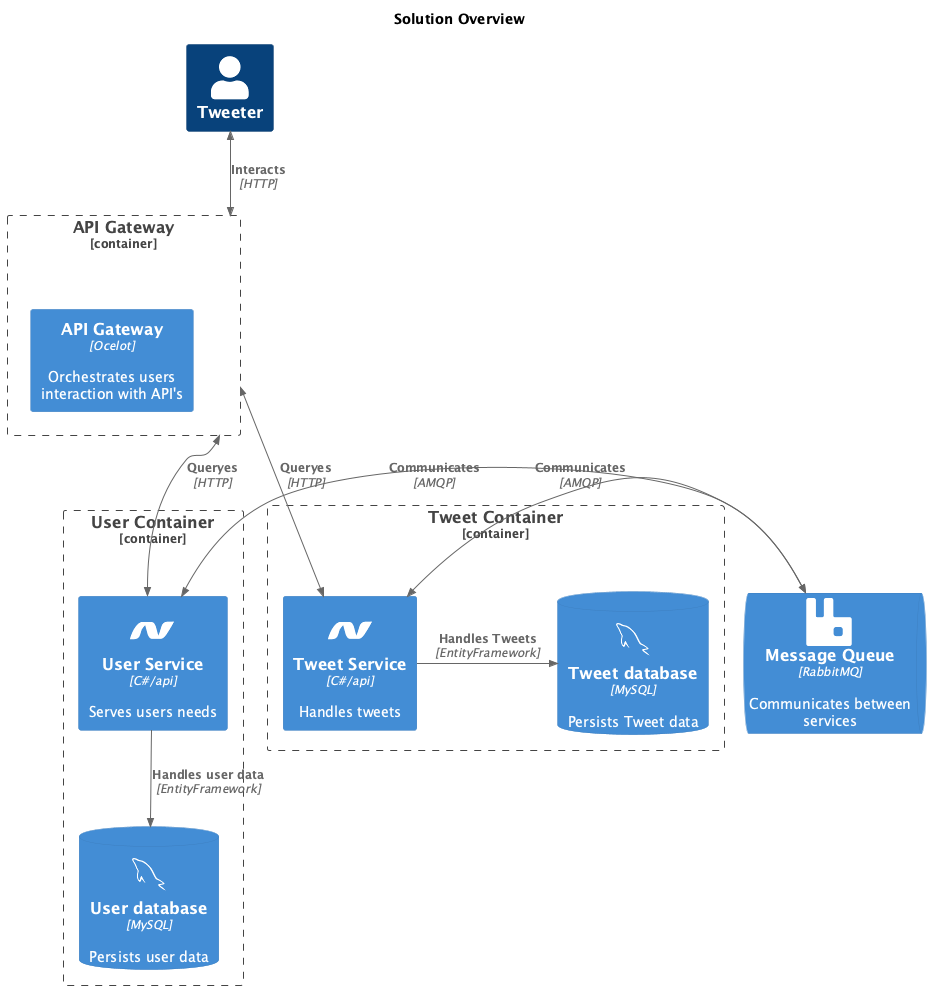 Solution Overview
Tweeter
Interacts
[HTTP]
API Gateway
[container]
API Gateway
[Ocelot]
Orchestrates users
interaction with API's
Queryes
[HTTP]
Queryes
[HTTP]
Communicates
[AMQP]
Communicates
[AMQP]
User Container
[container]
Tweet Container
[container]
User Service
[C#/api]
Serves users needs
Tweet Service
[C#/api]
Handles tweets
Handles Tweets
[EntityFramework]
Tweet database
[MySQL]
Persists Tweet data
Message Queue
[RabbitMQ]
Communicates between
services
Handles user data
[EntityFramework]
User database
[MySQL]
Persists user data